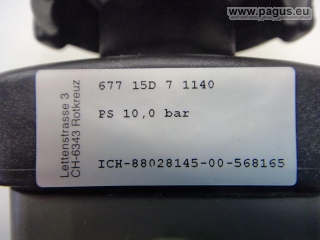 www.pagus.eu
Lettenstrasse 3
CH-6343 Rotkreuz
677 15D 7 1140
PS 10,0 bar
ICH-88028145-00-568165